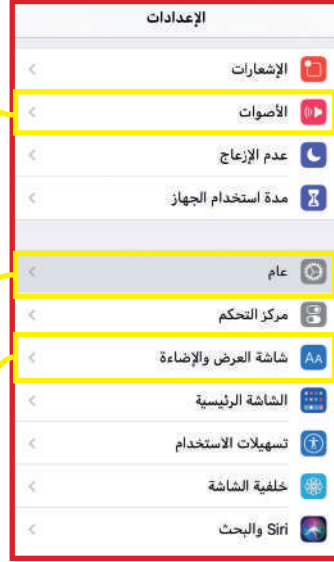 الإعدادات
الإشعارات
الأصوات
عدم الإزعاج
مدة استخدام الجهاز
عام
مركز التحكم
شاشة العرض والإضاءة
AA
الشاشة الرئيسية
تسهيلات الاستخدام
خلفية الشاشة
Siri والبحث